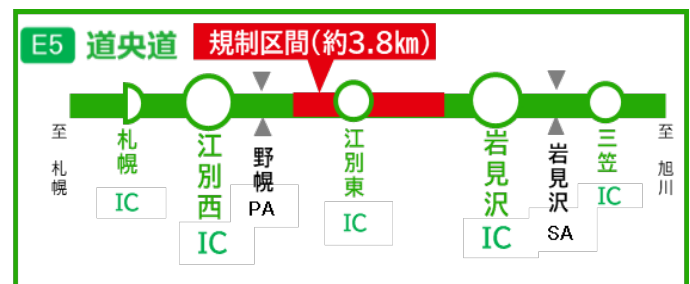 E5 道央道 規制区間(約3.8㎞)
至 札幌
札幌 IC
江別西 IC
野幌 PA
江別東 IC
岩見沢 IC
岩見沢 SA
三笠 IC
至 旭川